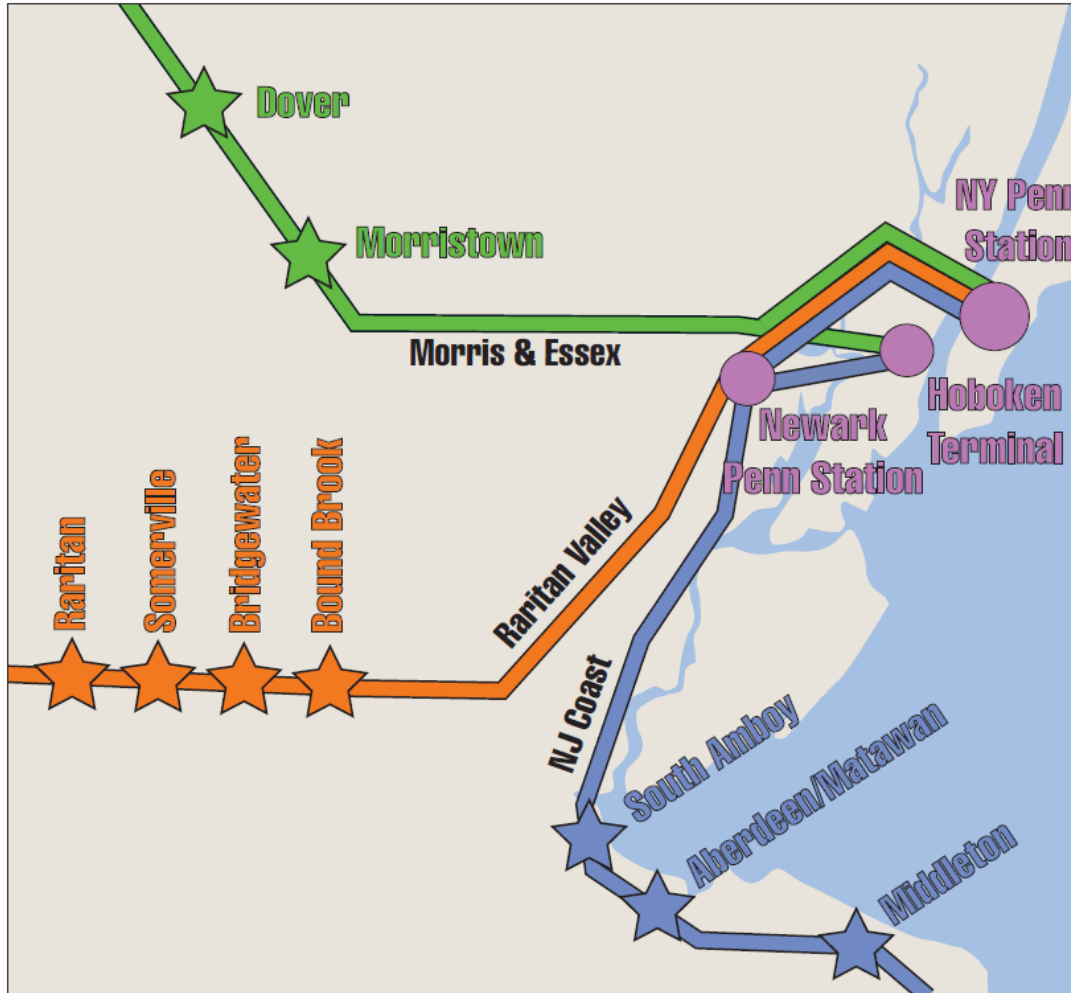 Dover
NY Penn
Station
Morristown
Morris & Essex
Hoboken
Terminal
Newark
Penn Station
Raritan
Somerville
Bridgewater
Bound Brook
Raritan Valley
NJ Coast
South Amboy
Aberdeen/Matawan
Middleton